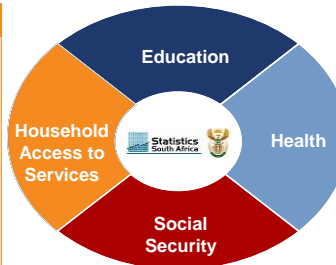 Education
Household
Access to
Services
Statistics
South Africa
Health
Social
Security